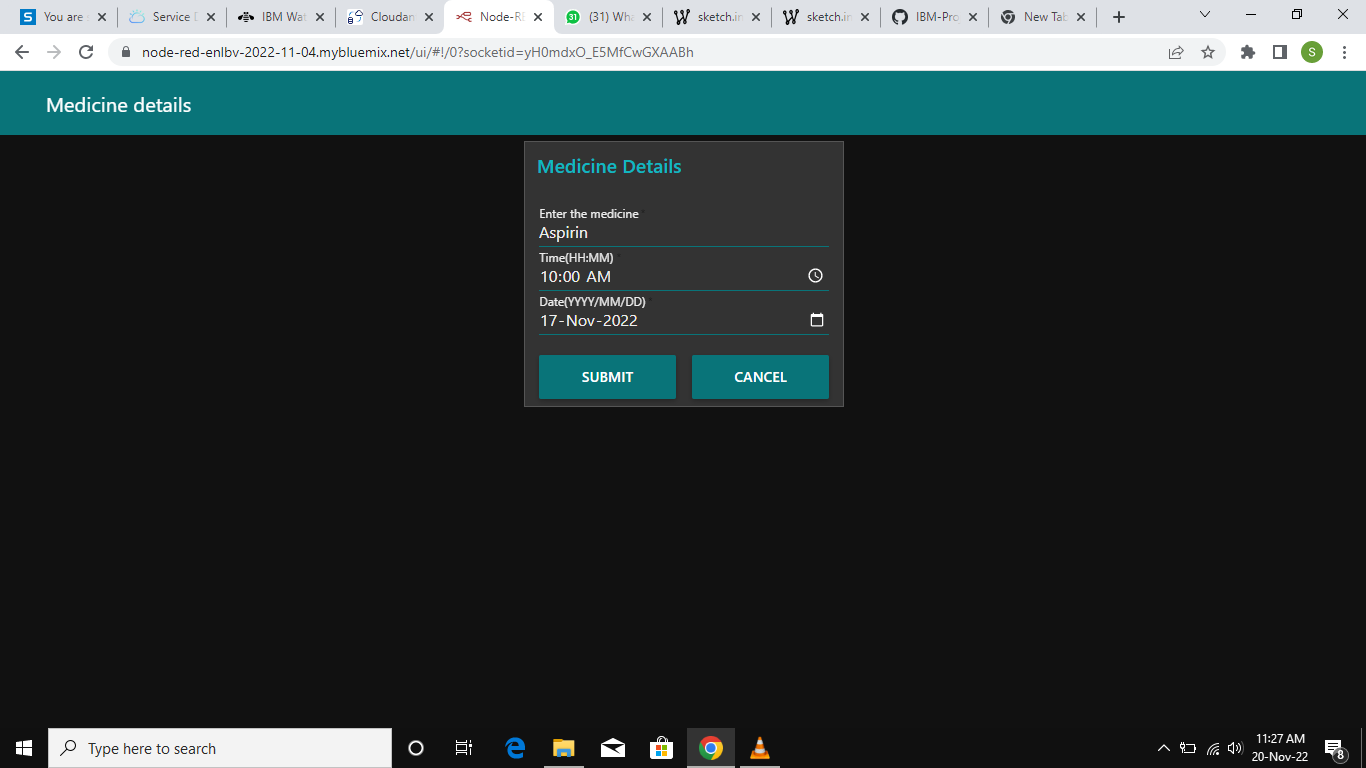 You are
Service
IBM Wat
Cloudan
Node-RE
(31) Wha
sketch.in
sketch.in
IBM-Pro
New Tab
node-red-enlbv-2022-11-04.mybluemix.net/ui/#!/0?socketid=yH0mdxO_E5MfCwGXAABh
S
Medicine details
Medicine Details
Enter the medicine *
Aspirin
Time(HH:MM) *
10:00 AM
Date(YYYY/MM/DD) *
17-Nov-2022
SUBMIT CANCEL
Type here to search
11:27 AM
20-Nov-22
8